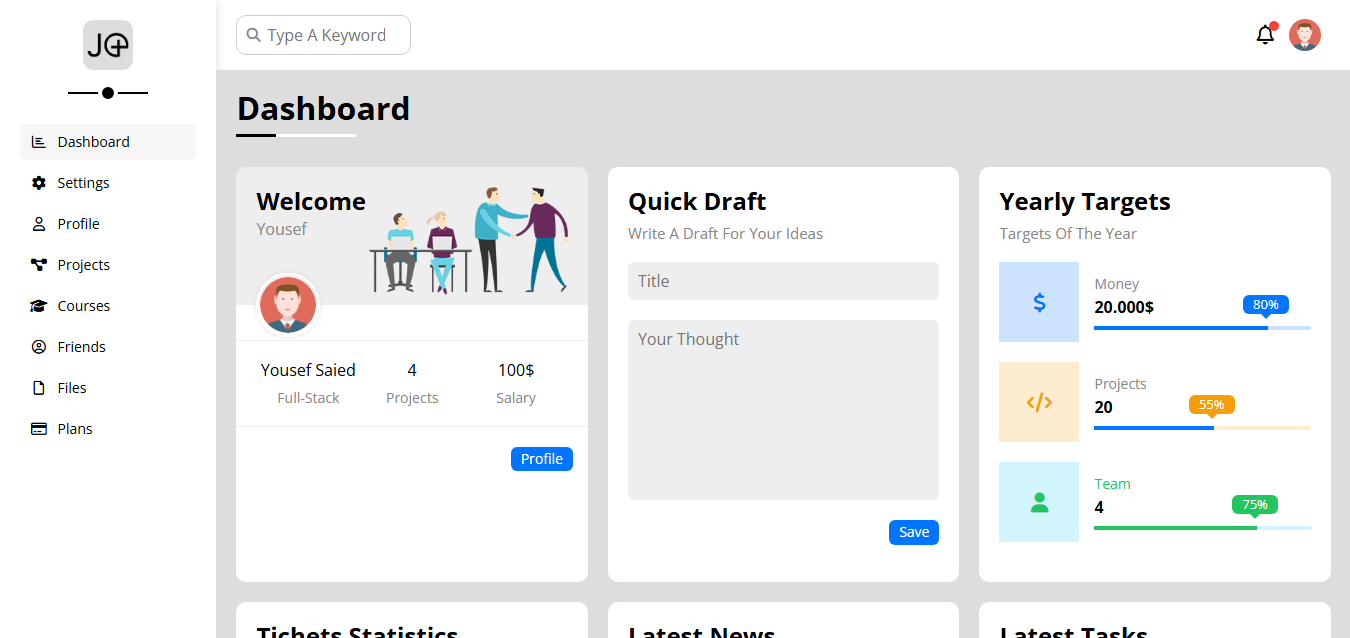 Type A Keyword
Dashboard
Settings
Profile
Projects
Courses
Friends
Files
Plans
Dashboard
Welcome
Yousef
Yousef Saied
Full-Stack
4
Projects
100$
Salary
Profile
Quick Draft
Write A Draft For Your Ideas
Title
Your Thought
Save
Yearly Targets
Targets Of The Year
Money
20.000$
80%
Projects
20
55%
Team
4
75%
Tichets Statistics
Latest News
Latest Tasks